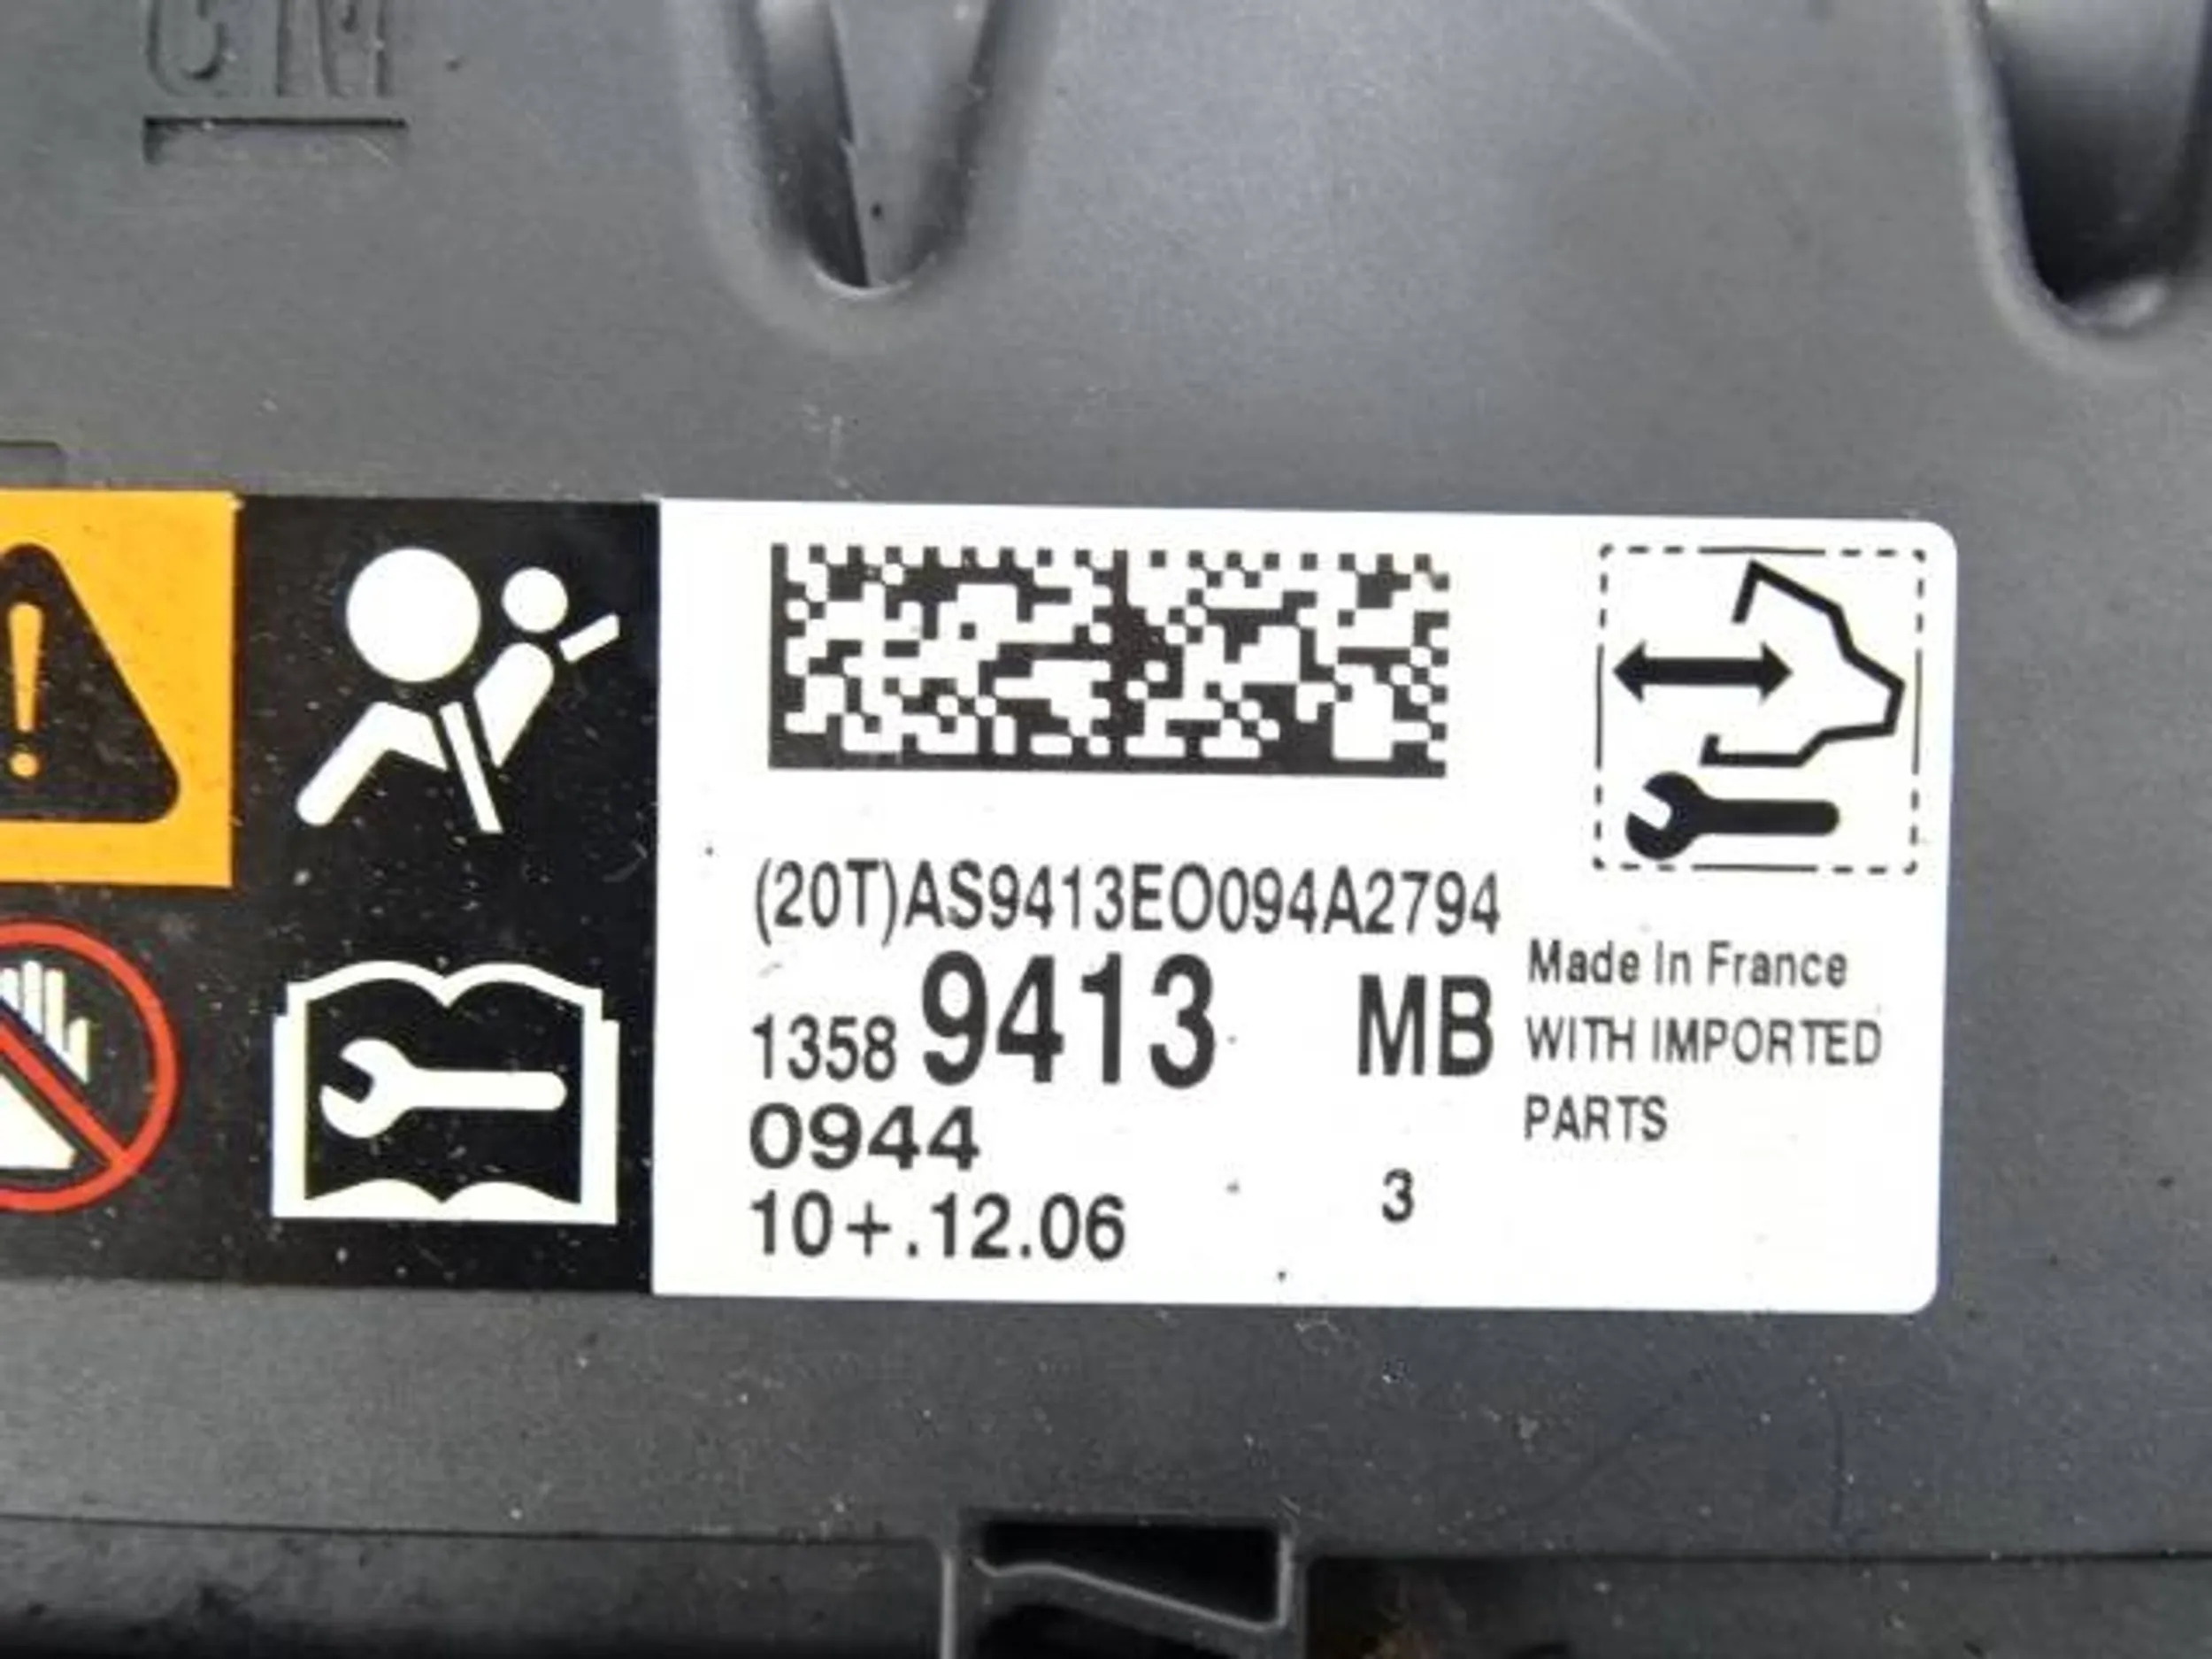 GM
(20T)AS9413EO094A2794
1358 9413 MB
0944
10+.12.06 3
Made In France
WITH IMPORTED
PARTS